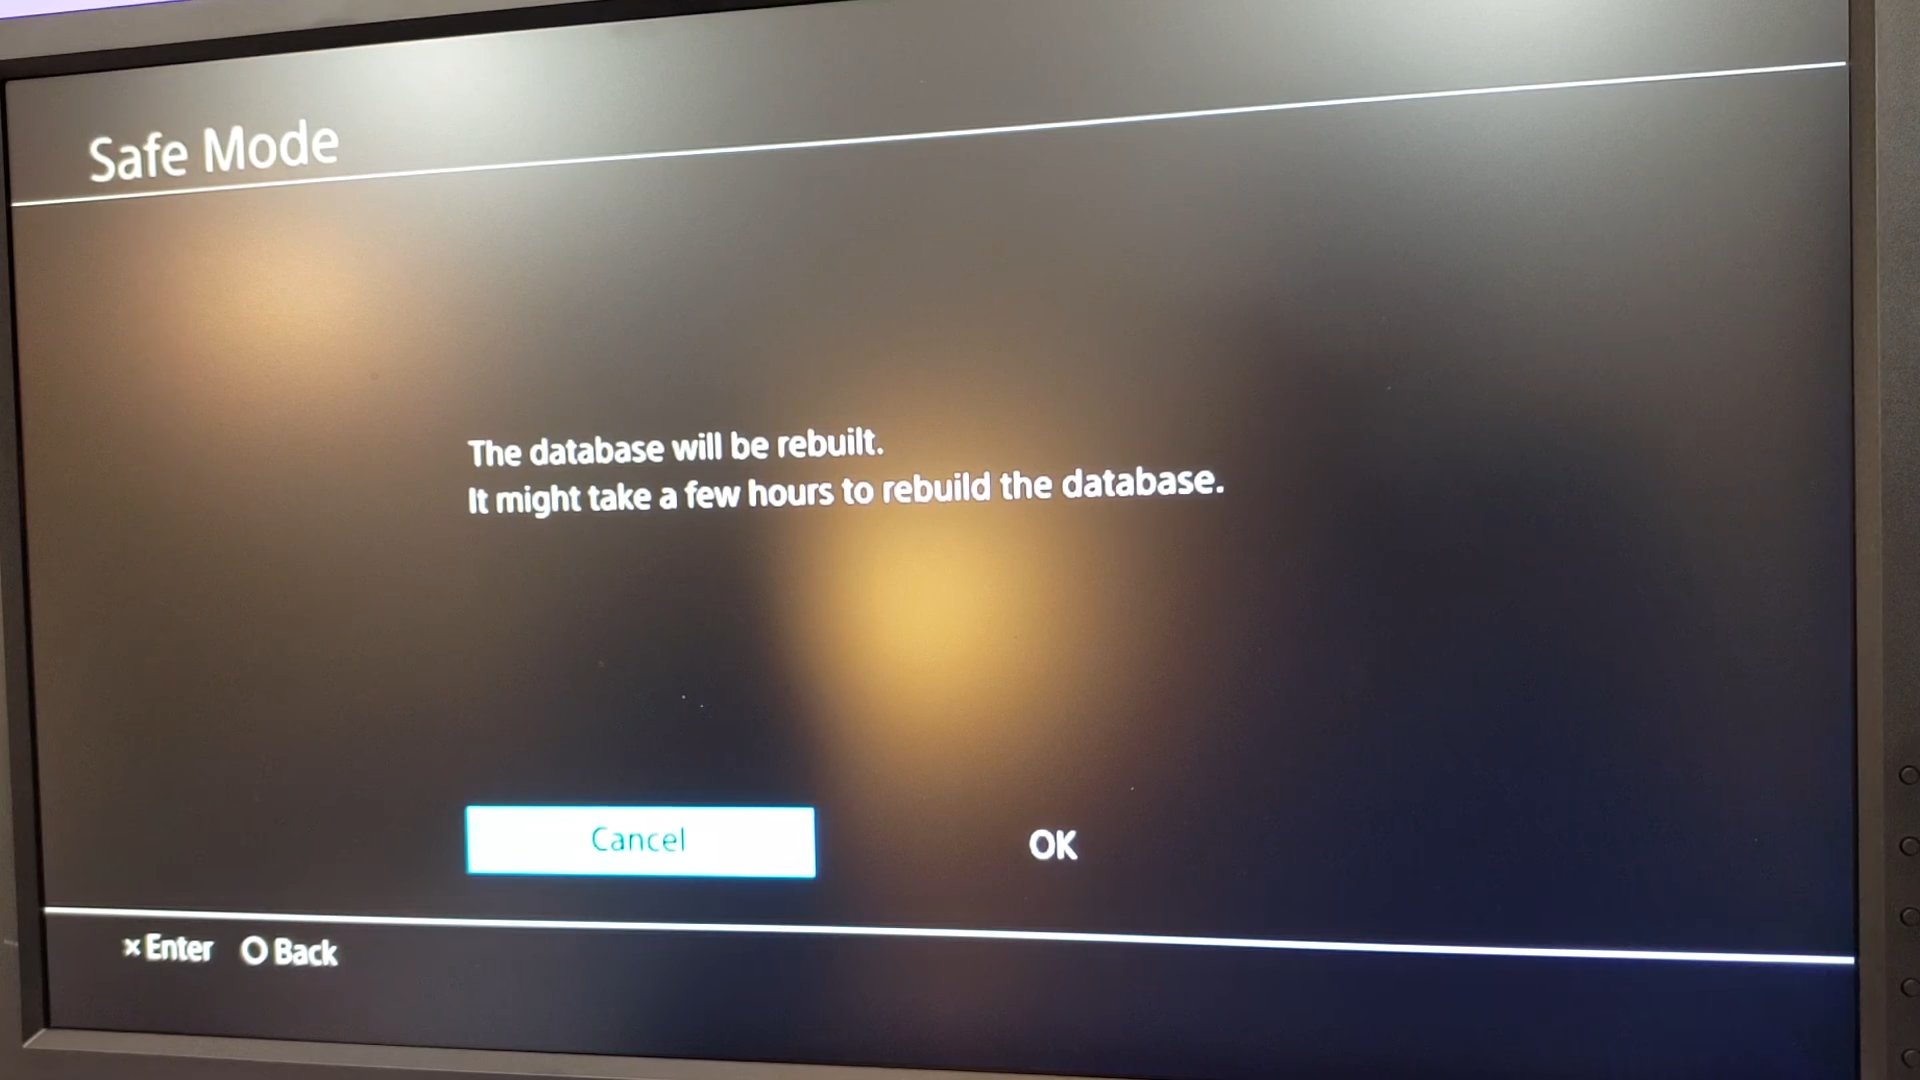 Safe Mode
The database will be rebuilt.
It might take a few hours to rebuild the database.
Cancel OK
×Enter O Back